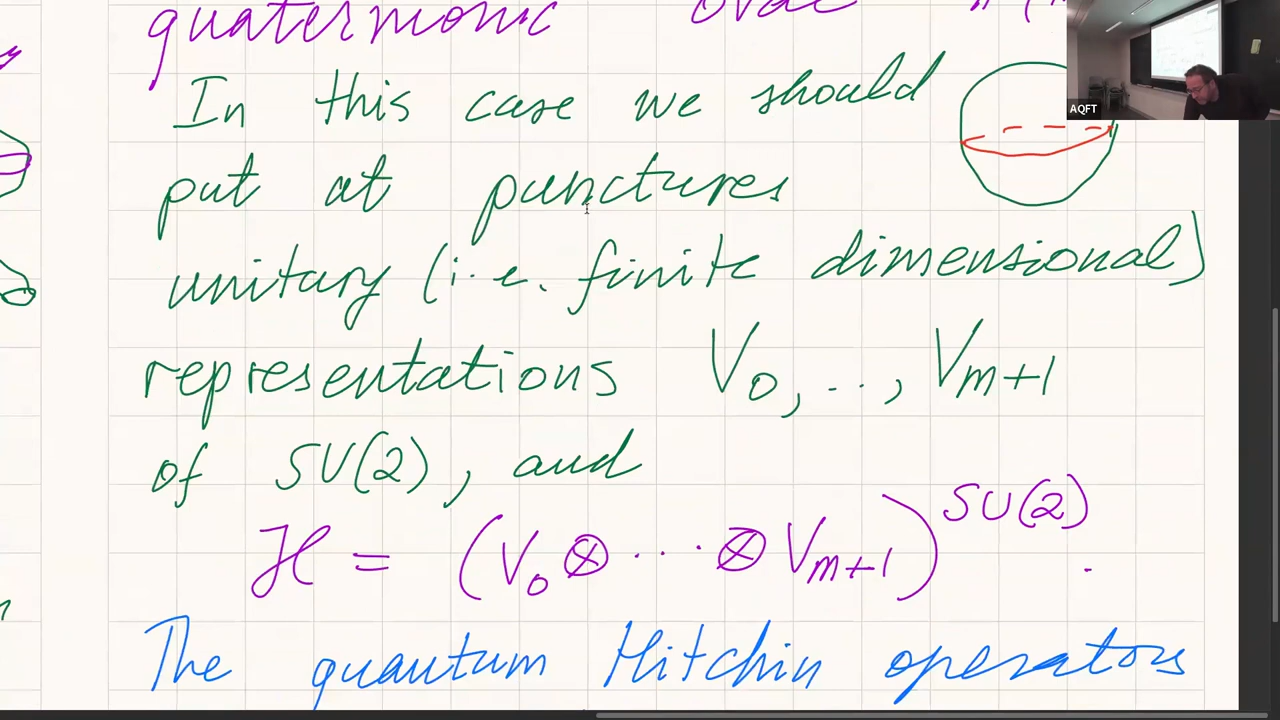 quaternionic oval
In this case we should
put at punctures
unitary (i.e. finite dimensional)
representations V₀, ..., Vₘ₊₁
of SU(2), and
ℋ = (V₀ ⊗ ··· ⊗ Vₘ₊₁)^SU(2).
The quantum Hitchin operators
AQFT